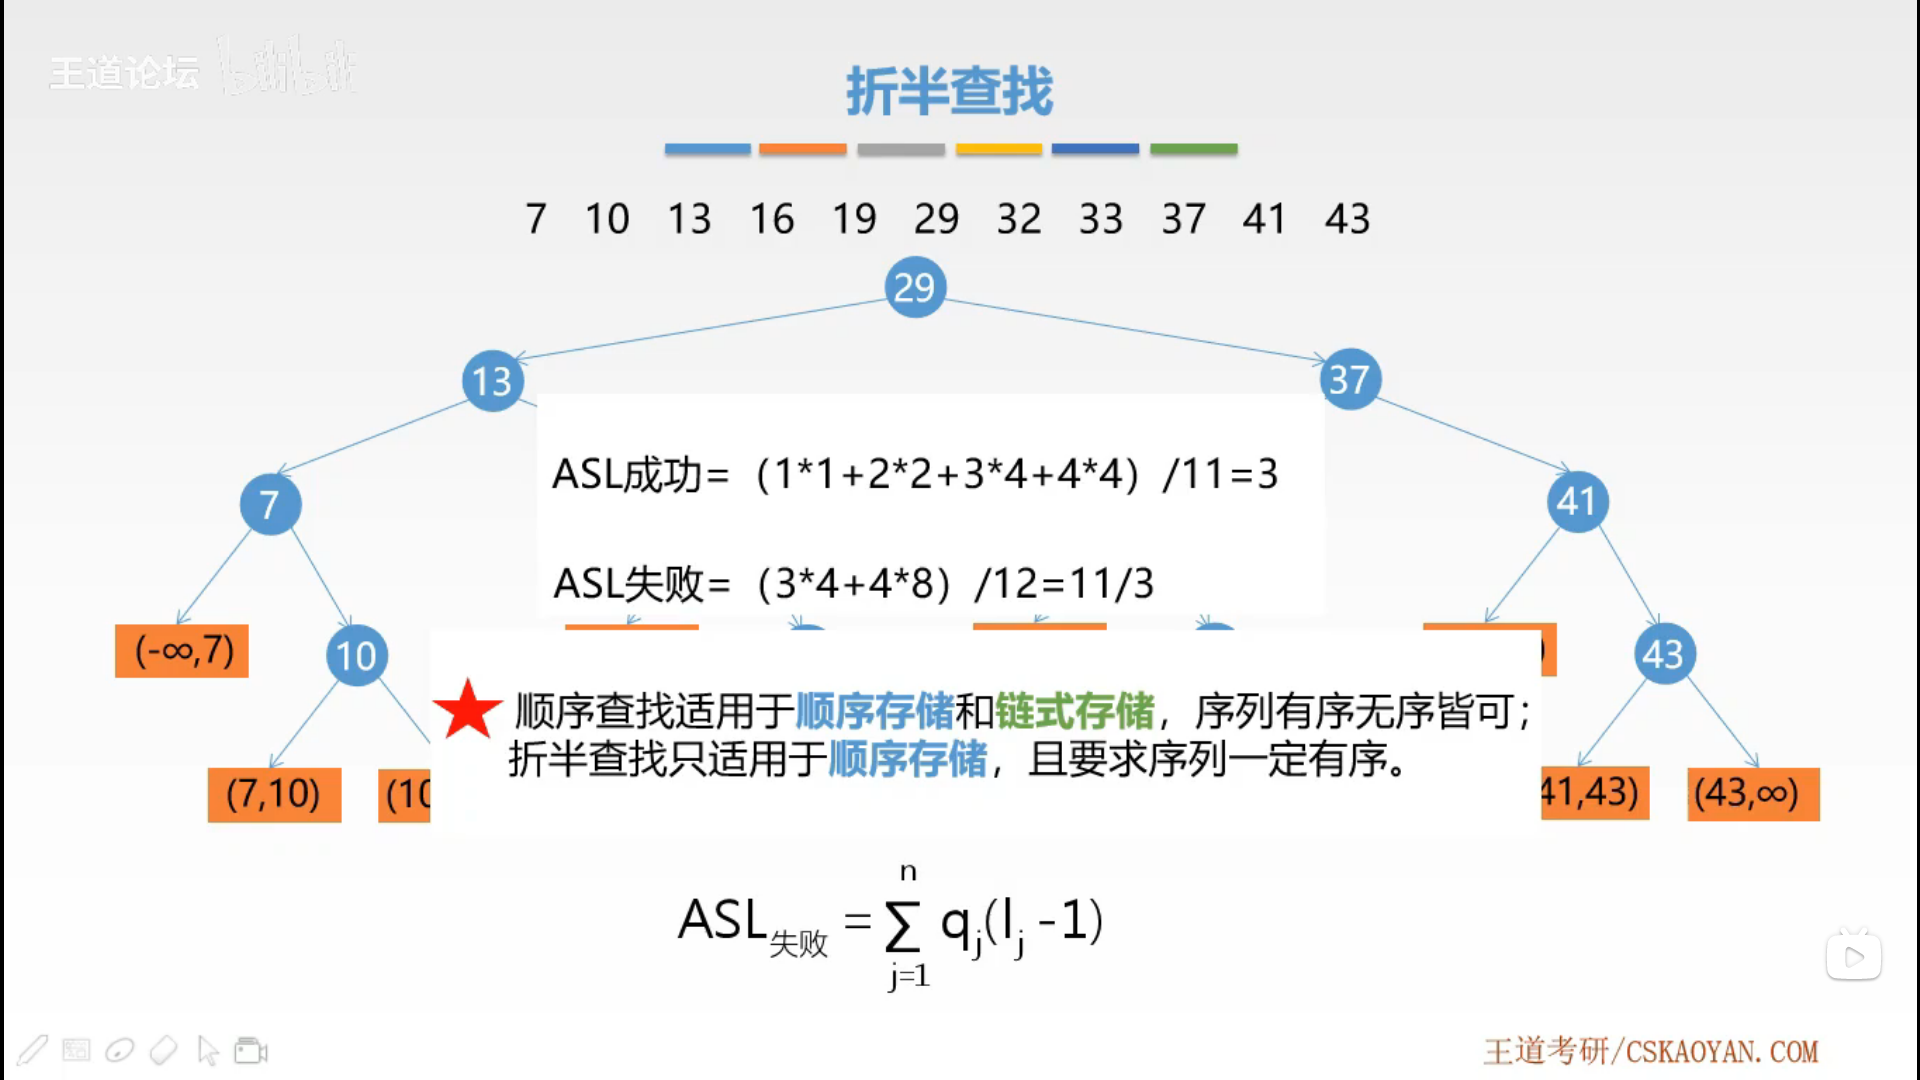 王道论坛 bilibili
折半查找
7 10 13 16 19 29 32 33 37 41 43
29
13
37
ASL成功=（1*1+2*2+3*4+4*4）/11=3
7
41
ASL失败=（3*4+4*8）/12=11/3
(-∞,7)
10
)
43
顺序查找适用于顺序存储和链式存储，序列有序无序皆可；
折半查找只适用于顺序存储，且要求序列一定有序。
(7,10)
(10
41,43)
(43,∞)
n
ASL失败 = ∑ qj(lj -1)
j=1
王道考研/CSKAOYAN.COM